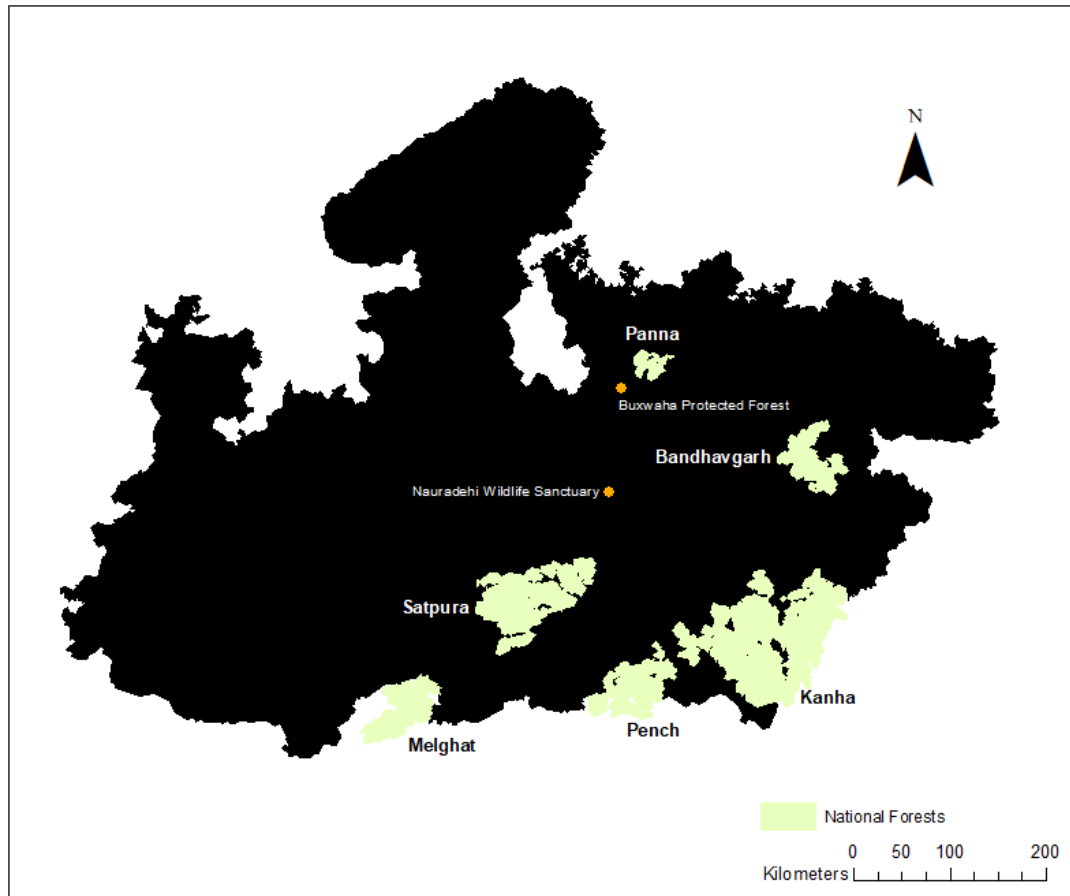 N
Panna
Buxwaha Protected Forest
Bandhavgarh
Nauradehi Wildlife Sanctuary
Satpura
Kanha
Pench
Melghat
National Forests
0 50 100 200
Kilometers